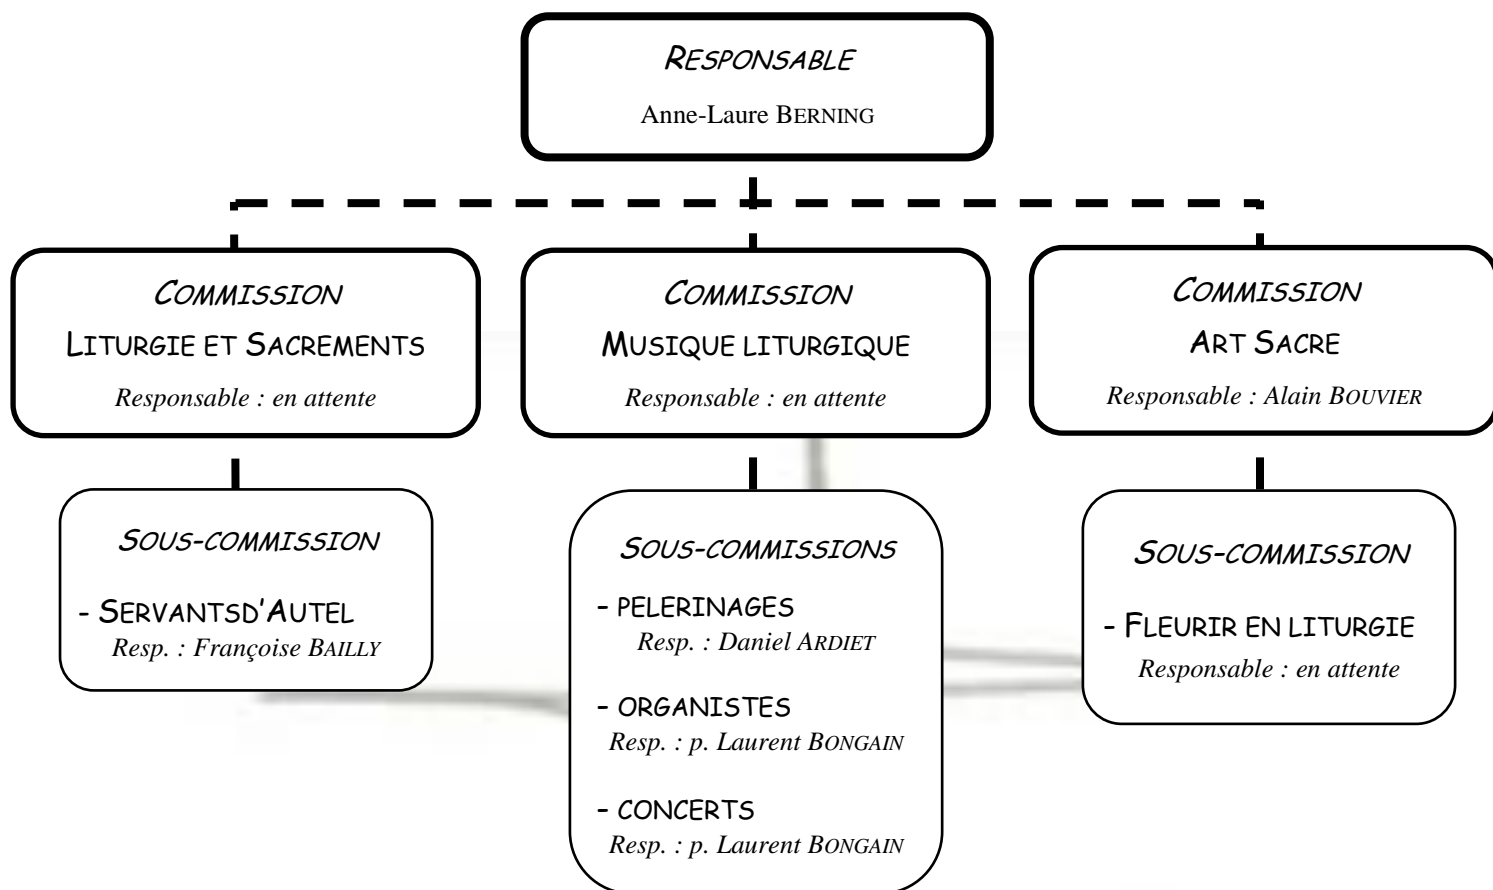 RESPONSABLE
Anne-Laure BERNING
COMMISSION
LITURGIE ET SACREMENTS
Responsable : en attente
COMMISSION
MUSIQUE LITURGIQUE
Responsable : en attente
COMMISSION
ART SACRE
Responsable : Alain BOUVIER
SOUS-COMMISSION
- SERVANTSD'AUTEL
Resp. : Françoise BAILLY
SOUS-COMMISSIONS
- PELERINAGES
Resp. : Daniel ARDIET
- ORGANISTES
Resp. : p. Laurent BONGAIN
- CONCERTS
Resp. : p. Laurent BONGAIN
SOUS-COMMISSION
- FLEURIR EN LITURGIE
Responsable : en attente